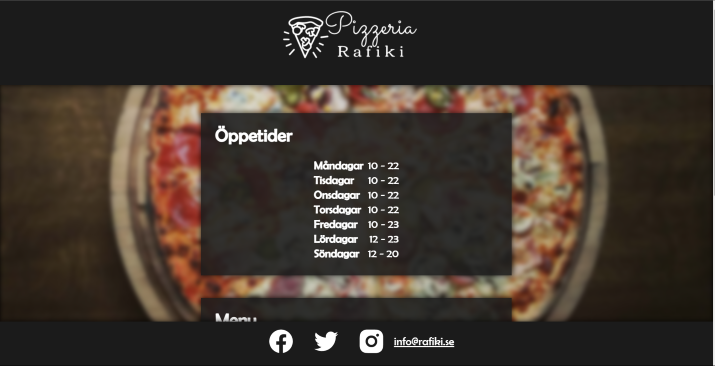 Pizzeria
Rafiki
Öppetider
Måndagar 10 - 22
Tisdagar 10 - 22
Onsdagar 10 - 22
Torsdagar 10 - 22
Fredagar 10 - 23
Lördagar 12 - 23
Söndagar 12 - 20
Menu
info@rafiki.se